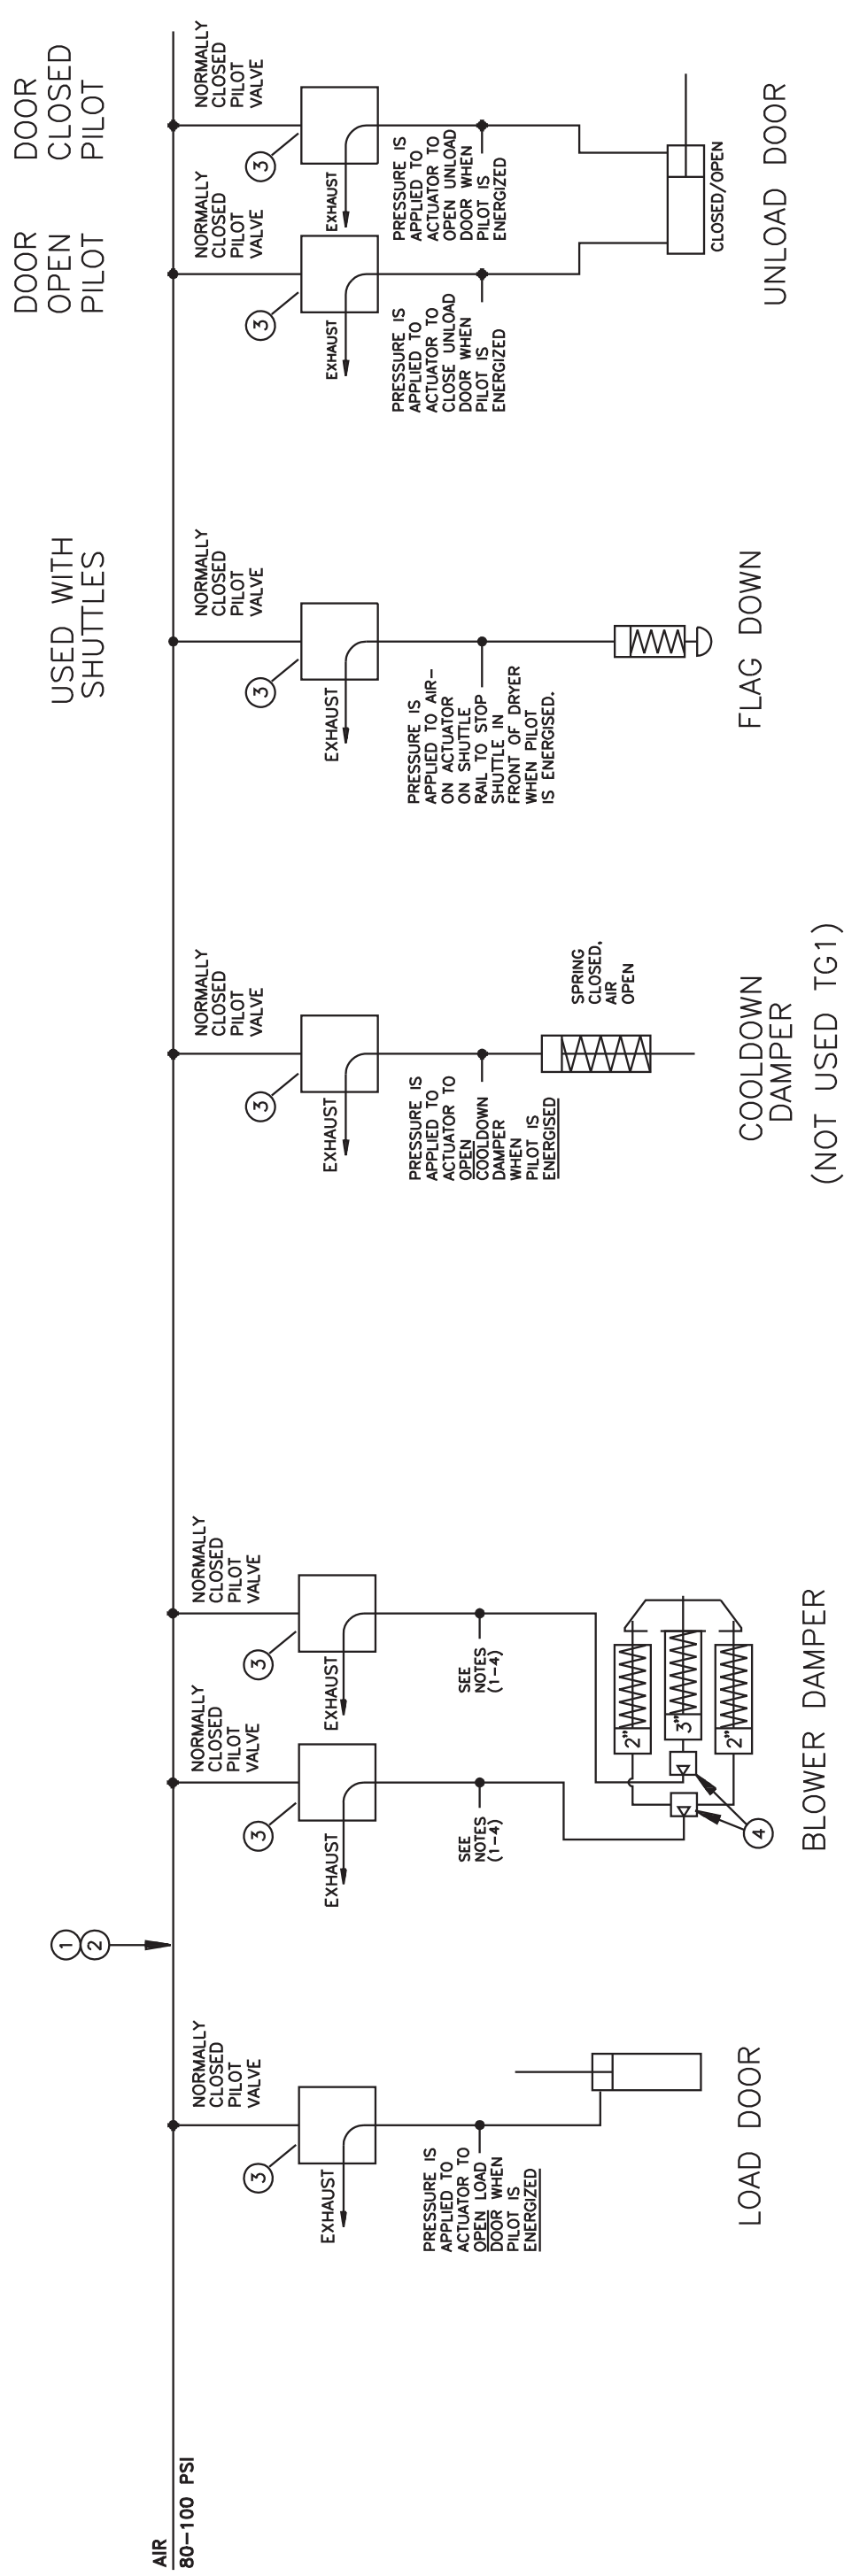 AIR
80-100 PSI
NORMALLY
CLOSED
PILOT
VALVE
3
EXHAUST
PRESSURE IS
APPLIED TO
ACTUATOR TO
OPEN LOAD
DOOR WHEN
PILOT IS
ENERGIZED
LOAD DOOR
1
2
NORMALLY
CLOSED
PILOT
VALVE
3
EXHAUST
SEE
NOTES
(1-4)
NORMALLY
CLOSED
PILOT
VALVE
3
EXHAUST
SEE
NOTES
(1-4)
2"
3"
2"
4
BLOWER DAMPER
NORMALLY
CLOSED
PILOT
VALVE
3
EXHAUST
PRESSURE IS
APPLIED TO
ACTUATOR TO
OPEN
COOLDOWN
DAMPER
WHEN
PILOT IS
ENERGISED
SPRING
CLOSED,
AIR
OPEN
COOLDOWN
DAMPER
(NOT USED TG1)
USED WITH
SHUTTLES
NORMALLY
CLOSED
PILOT
VALVE
3
EXHAUST
PRESSURE IS
APPLIED TO AIR-
ON ACTUATOR
ON SHUTTLE
RAIL TO STOP
SHUTTLE IN
FRONT OF DRYER
WHEN PILOT
IS ENERGISED.
FLAG DOWN
DOOR
OPEN
PILOT
NORMALLY
CLOSED
PILOT
VALVE
3
EXHAUST
PRESSURE IS
APPLIED TO
ACTUATOR TO
CLOSE UNLOAD
DOOR WHEN
PILOT IS
ENERGIZED
DOOR
CLOSED
PILOT
NORMALLY
CLOSED
PILOT
VALVE
3
EXHAUST
PRESSURE IS
APPLIED TO
ACTUATOR TO
OPEN UNLOAD
DOOR WHEN
PILOT IS
ENERGIZED
CLOSED/OPEN
UNLOAD DOOR